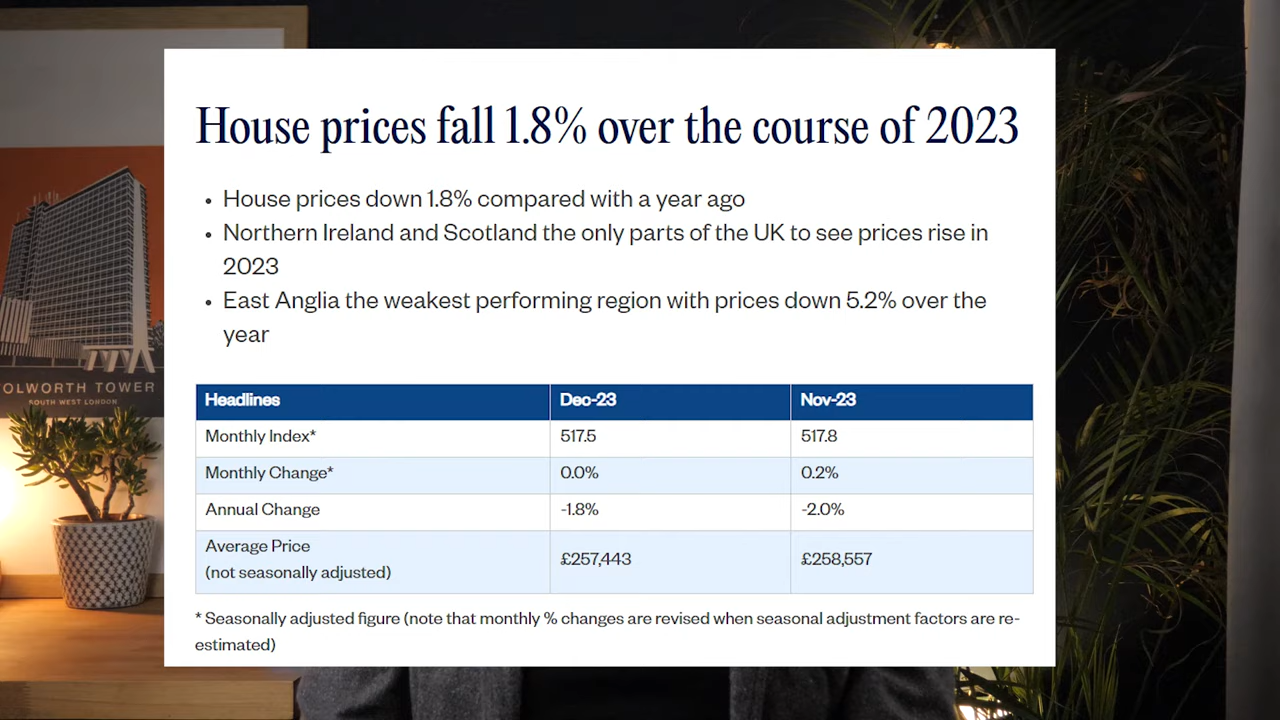 House prices fall 1.8% over the course of 2023
House prices down 1.8% compared with a year ago
Northern Ireland and Scotland the only parts of the UK to see prices rise in
2023
East Anglia the weakest performing region with prices down 5.2% over the
year
Headlines Dec-23 Nov-23
Monthly Index* 517.5 517.8
Monthly Change* 0.0% 0.2%
Annual Change -1.8% -2.0%
Average Price
(not seasonally adjusted) £257,443 £258,557
* Seasonally adjusted figure (note that monthly % changes are revised when seasonal adjustment factors are re-
estimated)
OLWORTH TOWER
SOUTH WEST LONDON